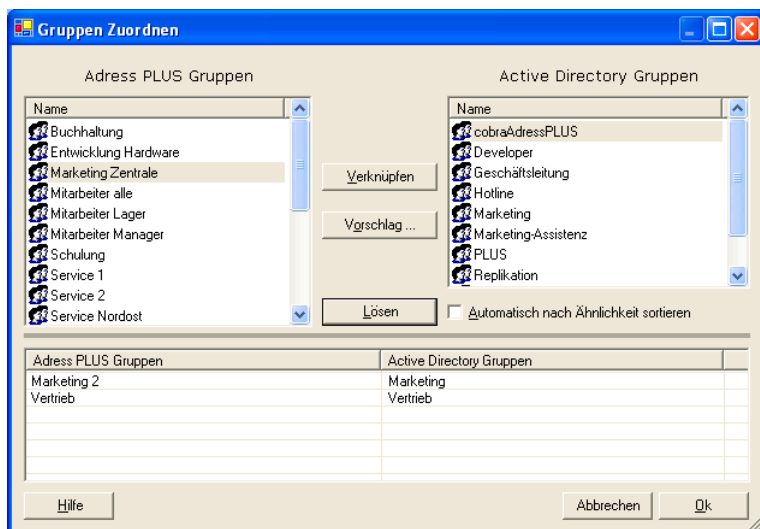 Gruppen Zuordnen
Adress PLUS Gruppen
Active Directory Gruppen
Name
Buchhaltung
Entwicklung Hardware
Marketing Zentrale
Mitarbeiter alle
Mitarbeiter Lager
Mitarbeiter Manager
Schulung
Service 1
Service 2
Service Nordost
Verknüpfen
Vorschlag ...
Lösen
Name
cobraAdressPLUS
Developer
Geschäftsleitung
Hotline
Marketing
Marketing-Assistenz
PLUS
Replikation
Automatisch nach Ähnlichkeit sortieren
Adress PLUS Gruppen Active Directory Gruppen
Marketing 2 Marketing
Vertrieb Vertrieb
Hilfe Abbrechen Ok